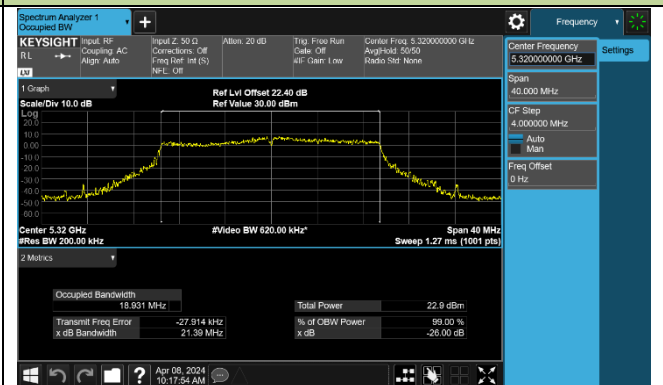 Spectrum Analyzer 1
Occupied BW
+
Frequency
KEYSIGHT
RL
LXI
Input: RF
Coupling: AC
Align: Auto
Input Z: 50 Ω
Corrections: Off
Freq Ref: Int (S)
NFE: Off
Atten: 20 dB
Trig: Free Run
Gate: Off
#IF Gain: Low
Center Freq: 5.320000000 GHz
Avg|Hold: 50/50
Radio Std: None
1 Graph
Scale/Div 10.0 dB
Ref Lvl Offset 22.40 dB
Ref Value 30.00 dBm
Log
20.0
10.0
0.00
-10.0
-20.0
-30.0
-40.0
-50.0
-60.0
Center 5.32 GHz
#Res BW 200.00 kHz
#Video BW 620.00 kHz*
Span 40 MHz
Sweep 1.27 ms (1001 pts)
2 Metrics
Occupied Bandwidth
18.931 MHz
Transmit Freq Error -27.914 kHz
x dB Bandwidth 21.39 MHz
Total Power 22.9 dBm
% of OBW Power 99.00 %
x dB -26.00 dB
Center Frequency
5.320000000 GHz
Settings
Span
40.000 MHz
CF Step
4.000000 MHz
Auto
Man
Freq Offset
0 Hz
?
Apr 08, 2024
10:17:54 AM